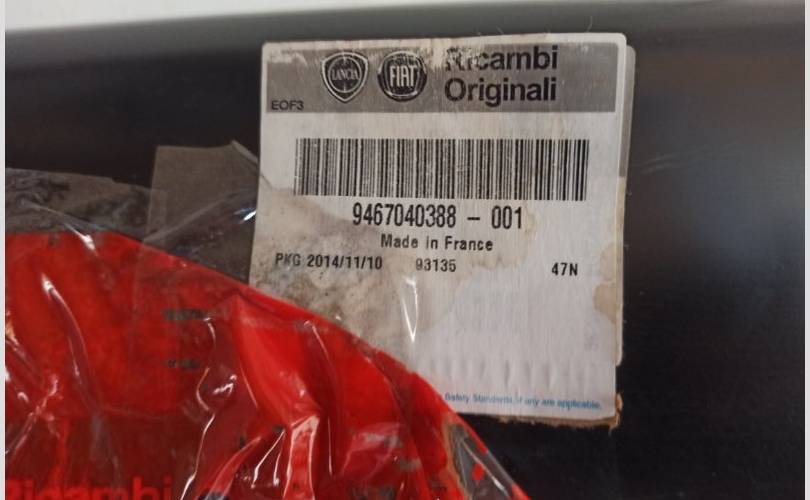 LANCIA FIAT Ricambi
Originali
EOF3
9467040388 - 001
Made in France
PKG 2014/11/10 93135 47N
Safety Standards, if any are applicable.
Ricambi